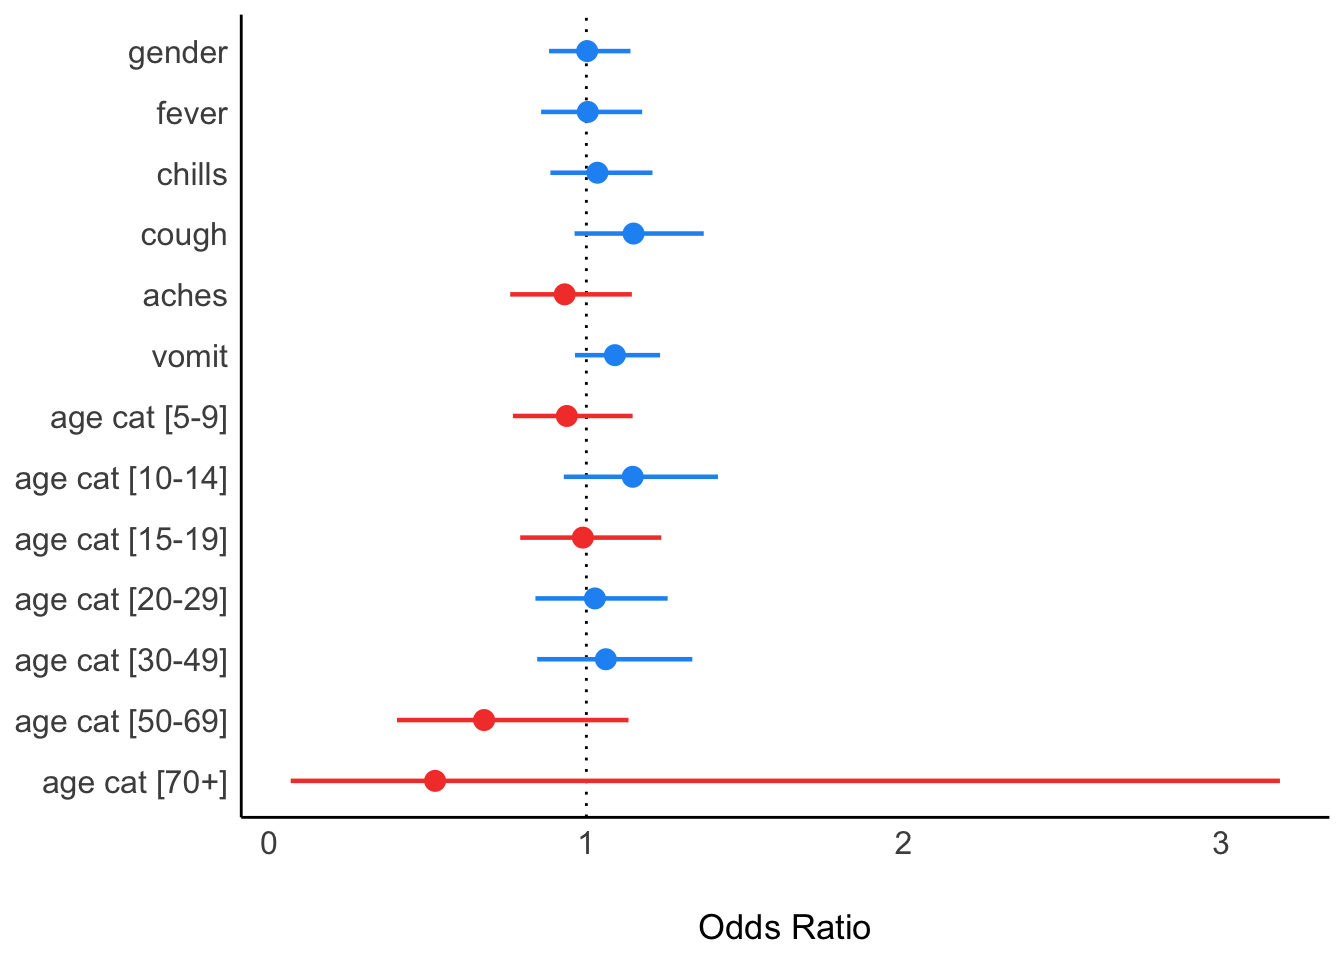 gender
fever
chills
cough
aches
vomit
age cat [5-9]
age cat [10-14]
age cat [15-19]
age cat [20-29]
age cat [30-49]
age cat [50-69]
age cat [70+]
0 1 2 3
Odds Ratio